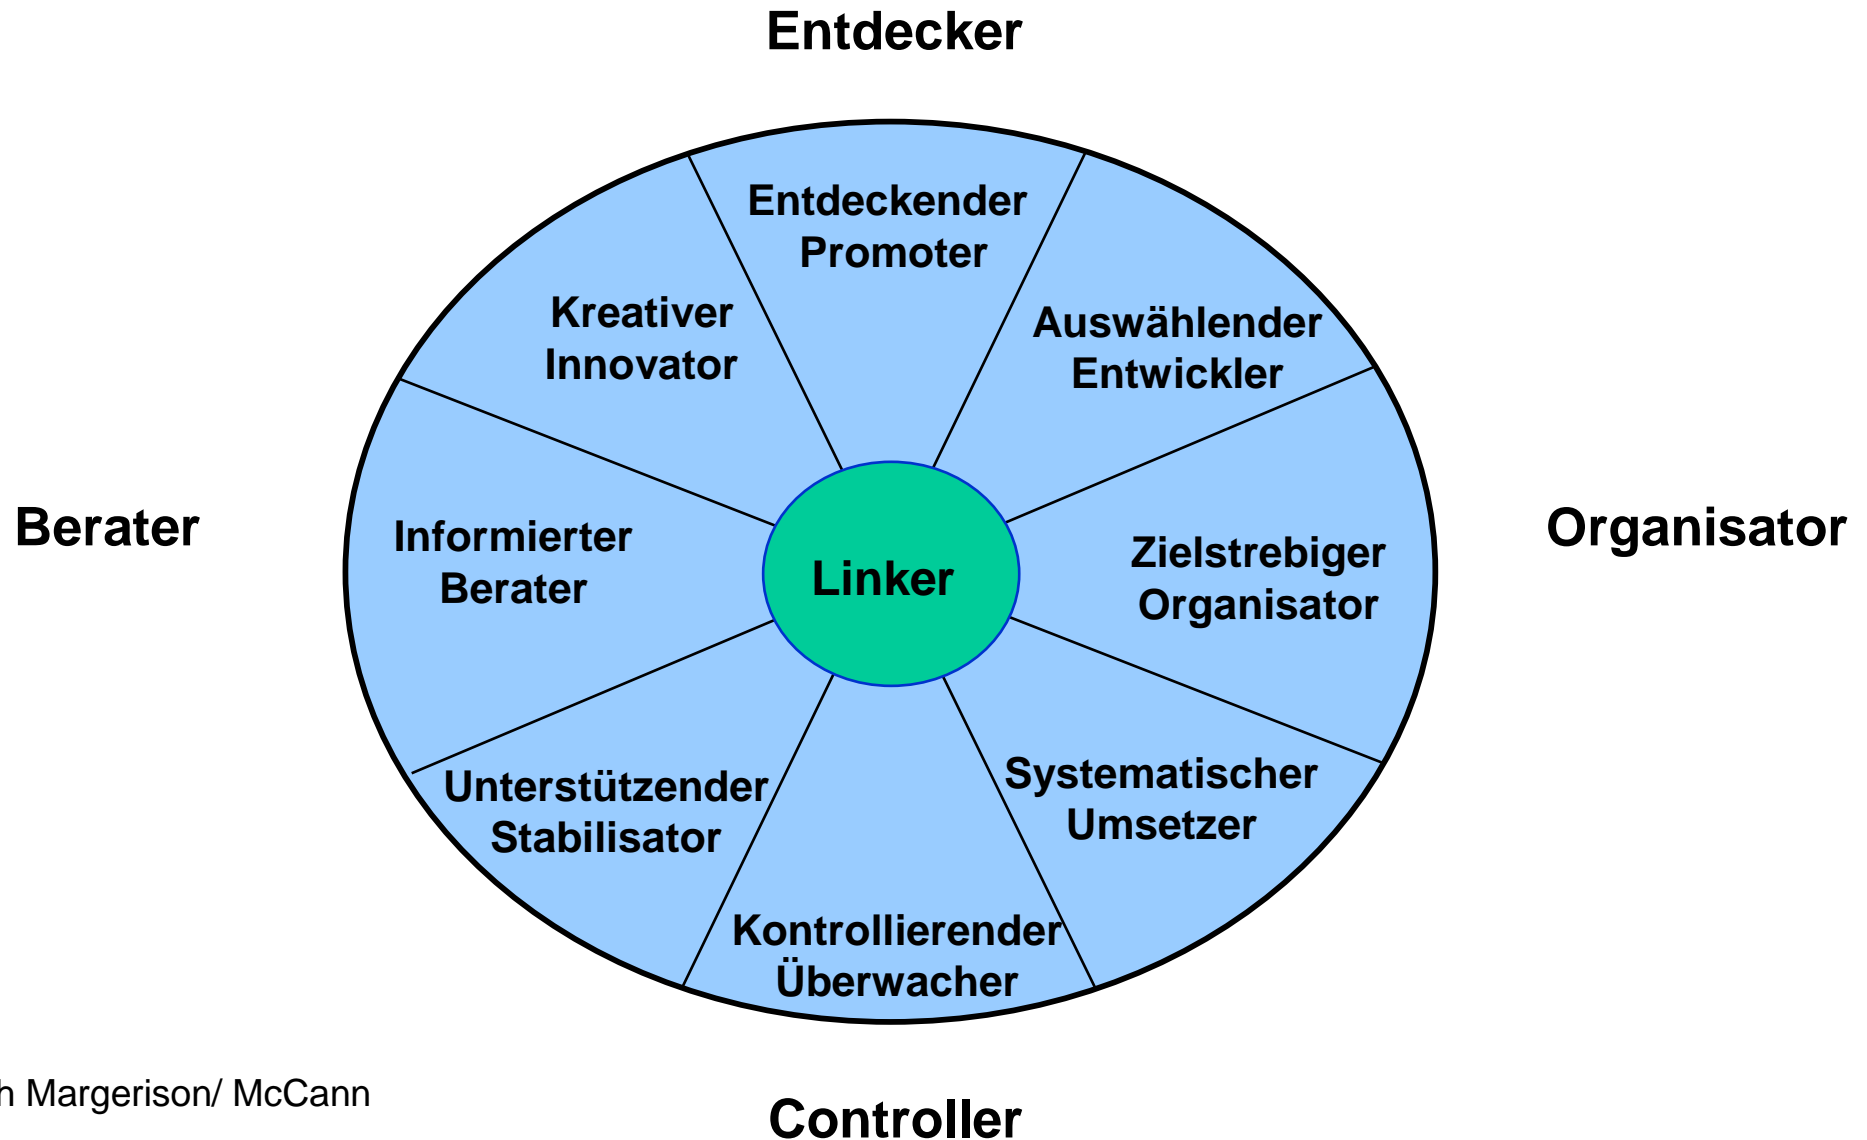 Entdecker
Entdeckender
Promoter
Kreativer
Innovator
Auswählender
Entwickler
Berater
Informierter
Berater
Linker
Zielstrebiger
Organisator
Organisator
Unterstützender
Stabilisator
Systematischer
Umsetzer
Kontrollierender
Überwacher
Margerison/ McCann
Controller